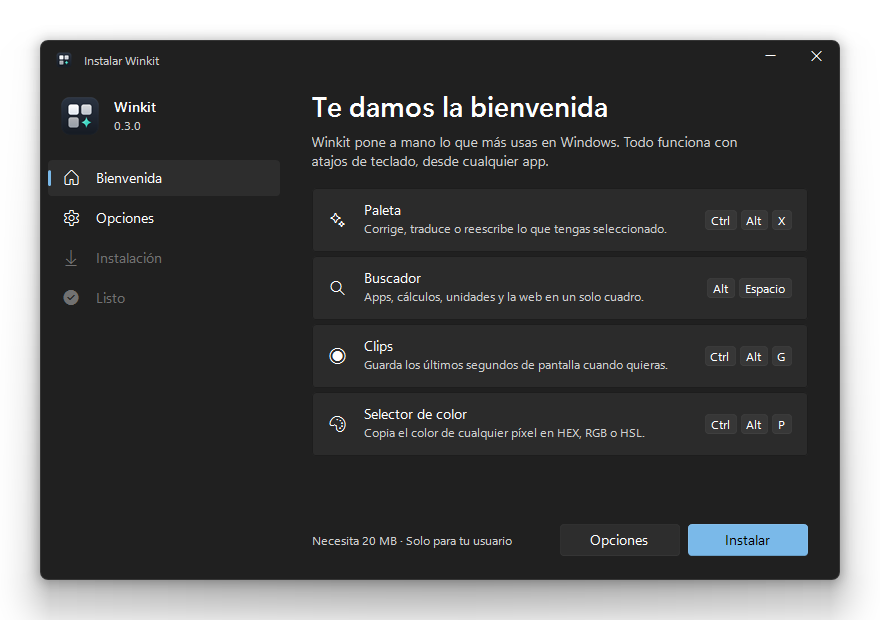 Instalar Winkit
Winkit
0.3.0
Bienvenida
Opciones
Instalación
Listo
Te damos la bienvenida
Winkit pone a mano lo que más usas en Windows. Todo funciona con
atajos de teclado, desde cualquier app.
Paleta
Corrige, traduce o reescribe lo que tengas seleccionado.
Ctrl Alt X
Buscador
Apps, cálculos, unidades y la web en un solo cuadro.
Alt Espacio
Clips
Guarda los últimos segundos de pantalla cuando quieras.
Ctrl Alt G
Selector de color
Copia el color de cualquier píxel en HEX, RGB o HSL.
Ctrl Alt P
Necesita 20 MB · Solo para tu usuario
Opciones
Instalar